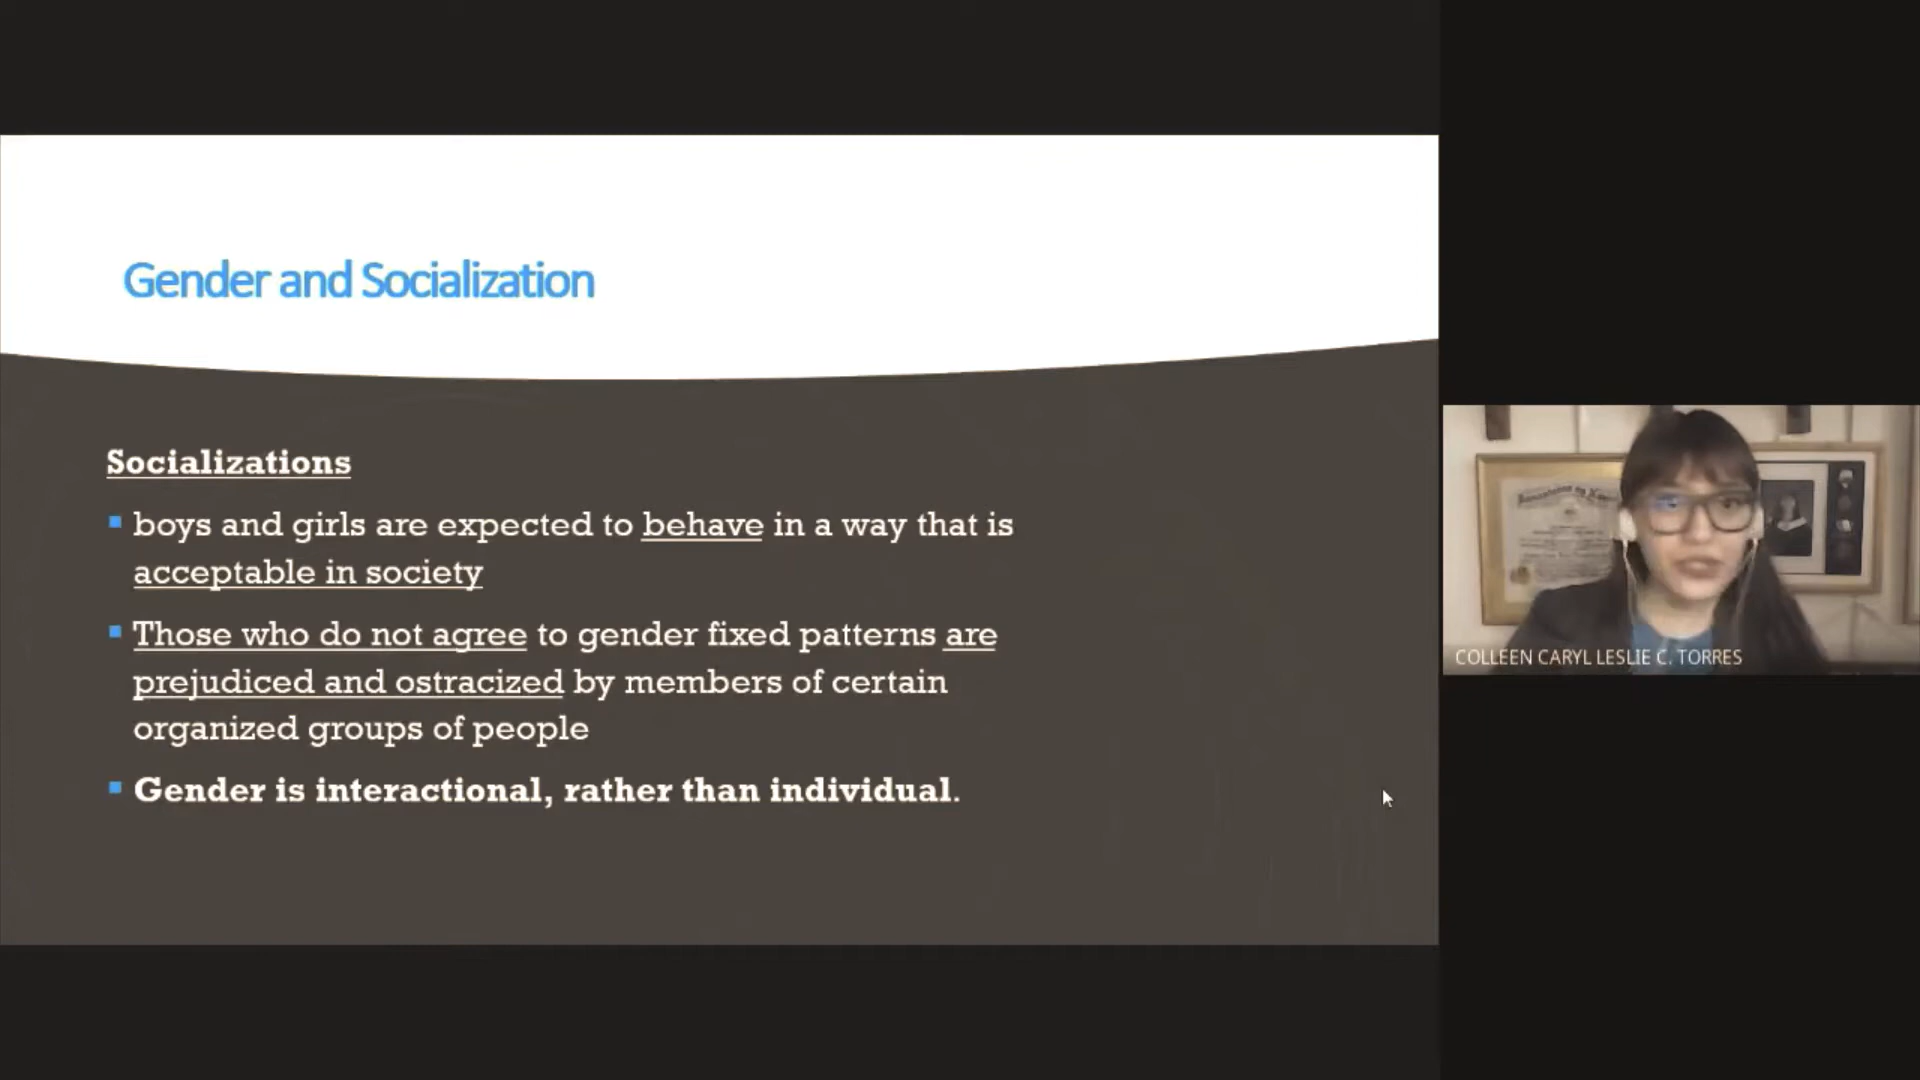 Gender and Socialization
Socializations
boys and girls are expected to behave in a way that is
acceptable in society
Those who do not agree to gender fixed patterns are
prejudiced and ostracized by members of certain
organized groups of people
Gender is interactional, rather than individual.
COLLEEN CARYL LESLIE C. TORRES